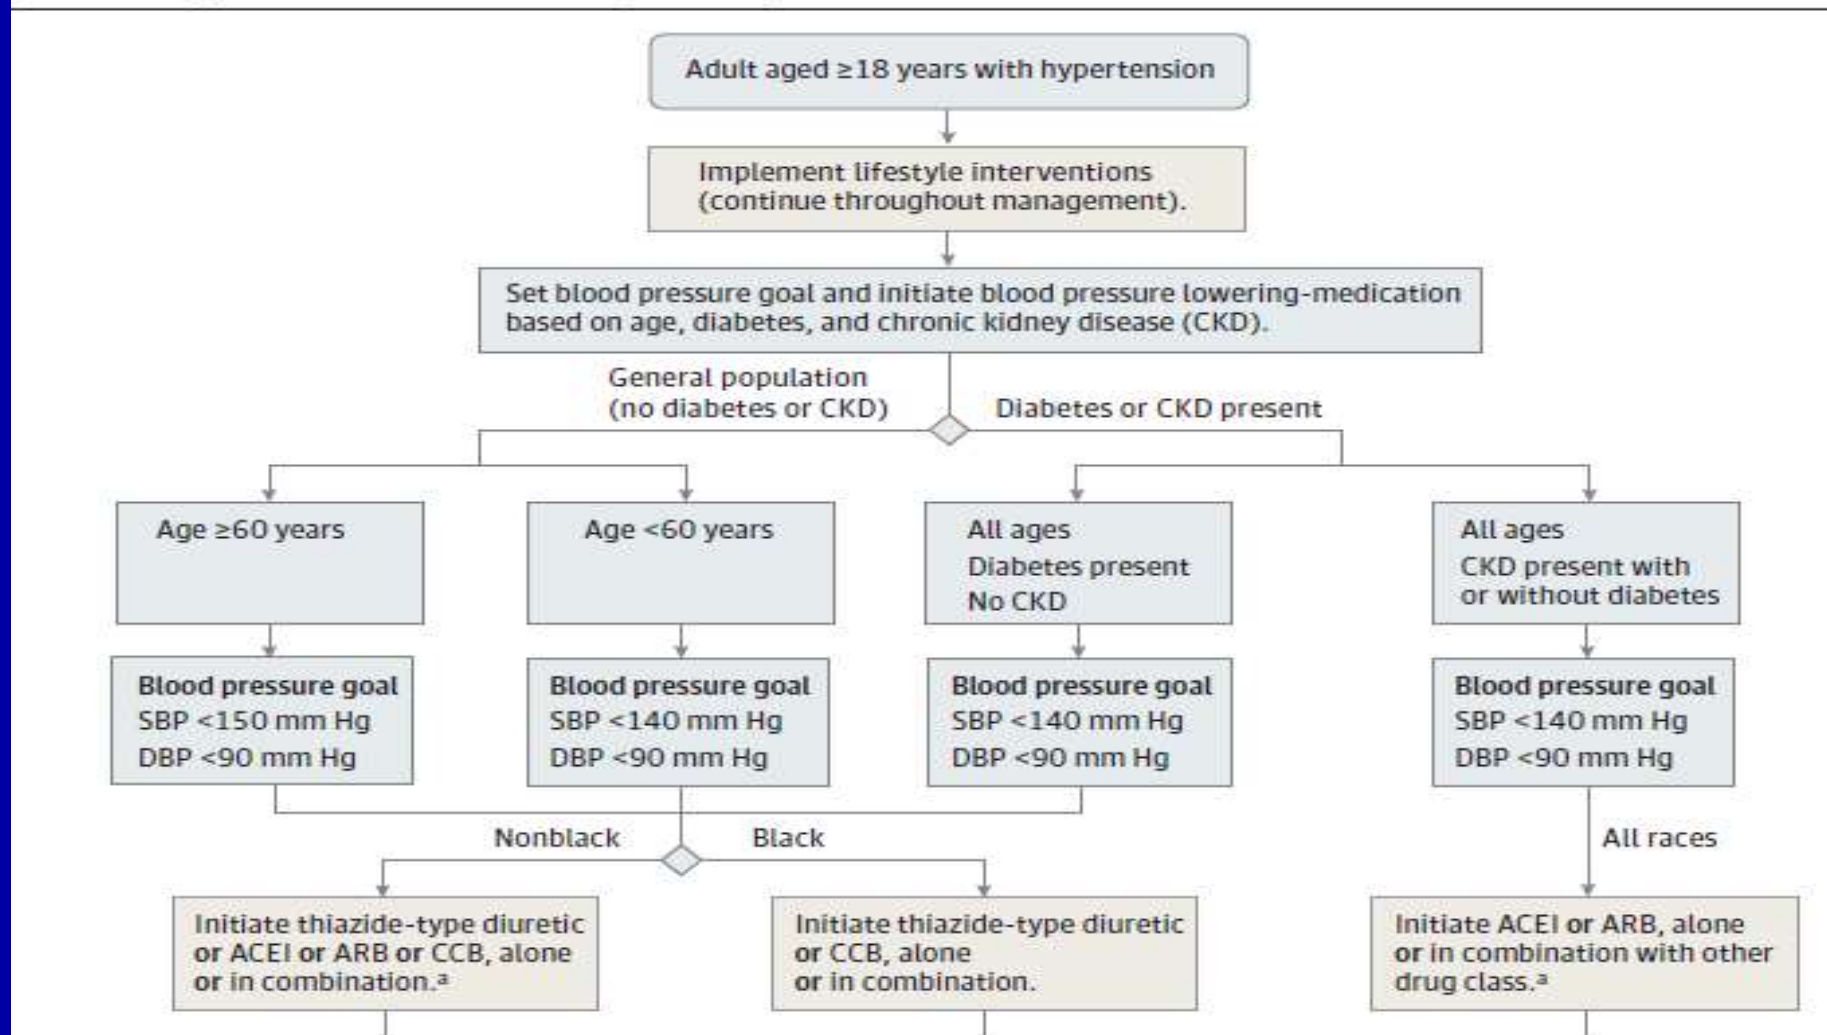 Adult aged ≥18 years with hypertension
Implement lifestyle interventions
(continue throughout management).
Set blood pressure goal and initiate blood pressure lowering-medication
based on age, diabetes, and chronic kidney disease (CKD).
General population
(no diabetes or CKD)
Diabetes or CKD present
Age ≥60 years
Age <60 years
All ages
Diabetes present
No CKD
All ages
CKD present with
or without diabetes
Blood pressure goal
SBP <150 mm Hg
DBP <90 mm Hg
Blood pressure goal
SBP <140 mm Hg
DBP <90 mm Hg
Blood pressure goal
SBP <140 mm Hg
DBP <90 mm Hg
Blood pressure goal
SBP <140 mm Hg
DBP <90 mm Hg
Nonblack
Black
All races
Initiate thiazide-type diuretic
or ACEI or ARB or CCB, alone
or in combination.ᵃ
Initiate thiazide-type diuretic
or CCB, alone
or in combination.
Initiate ACEI or ARB, alone
or in combination with other
drug class.ᵃ